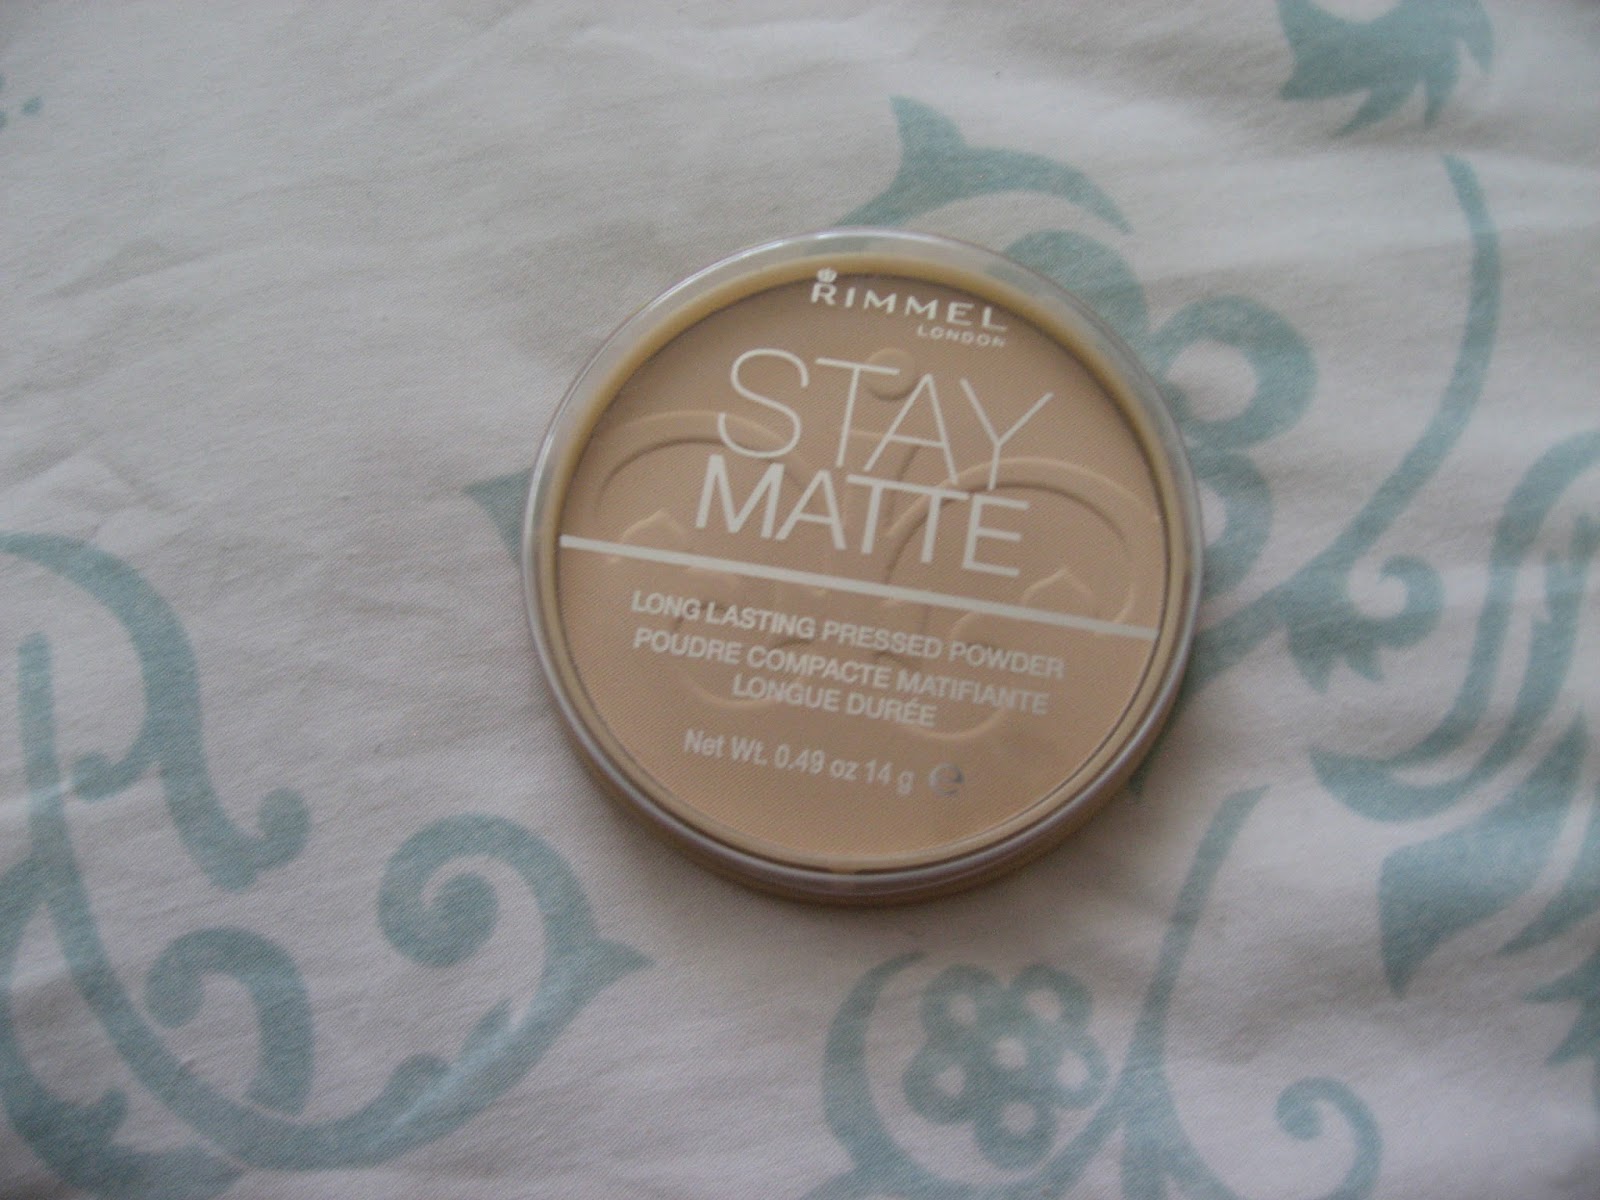 RIMMEL
LONDON
STAY
MATTE
LONG LASTING PRESSED POWDER
POUDRE COMPACTE MATIFIANTE
LONGUE DURÉE
Net Wt. 0.49 oz 14 g ℮